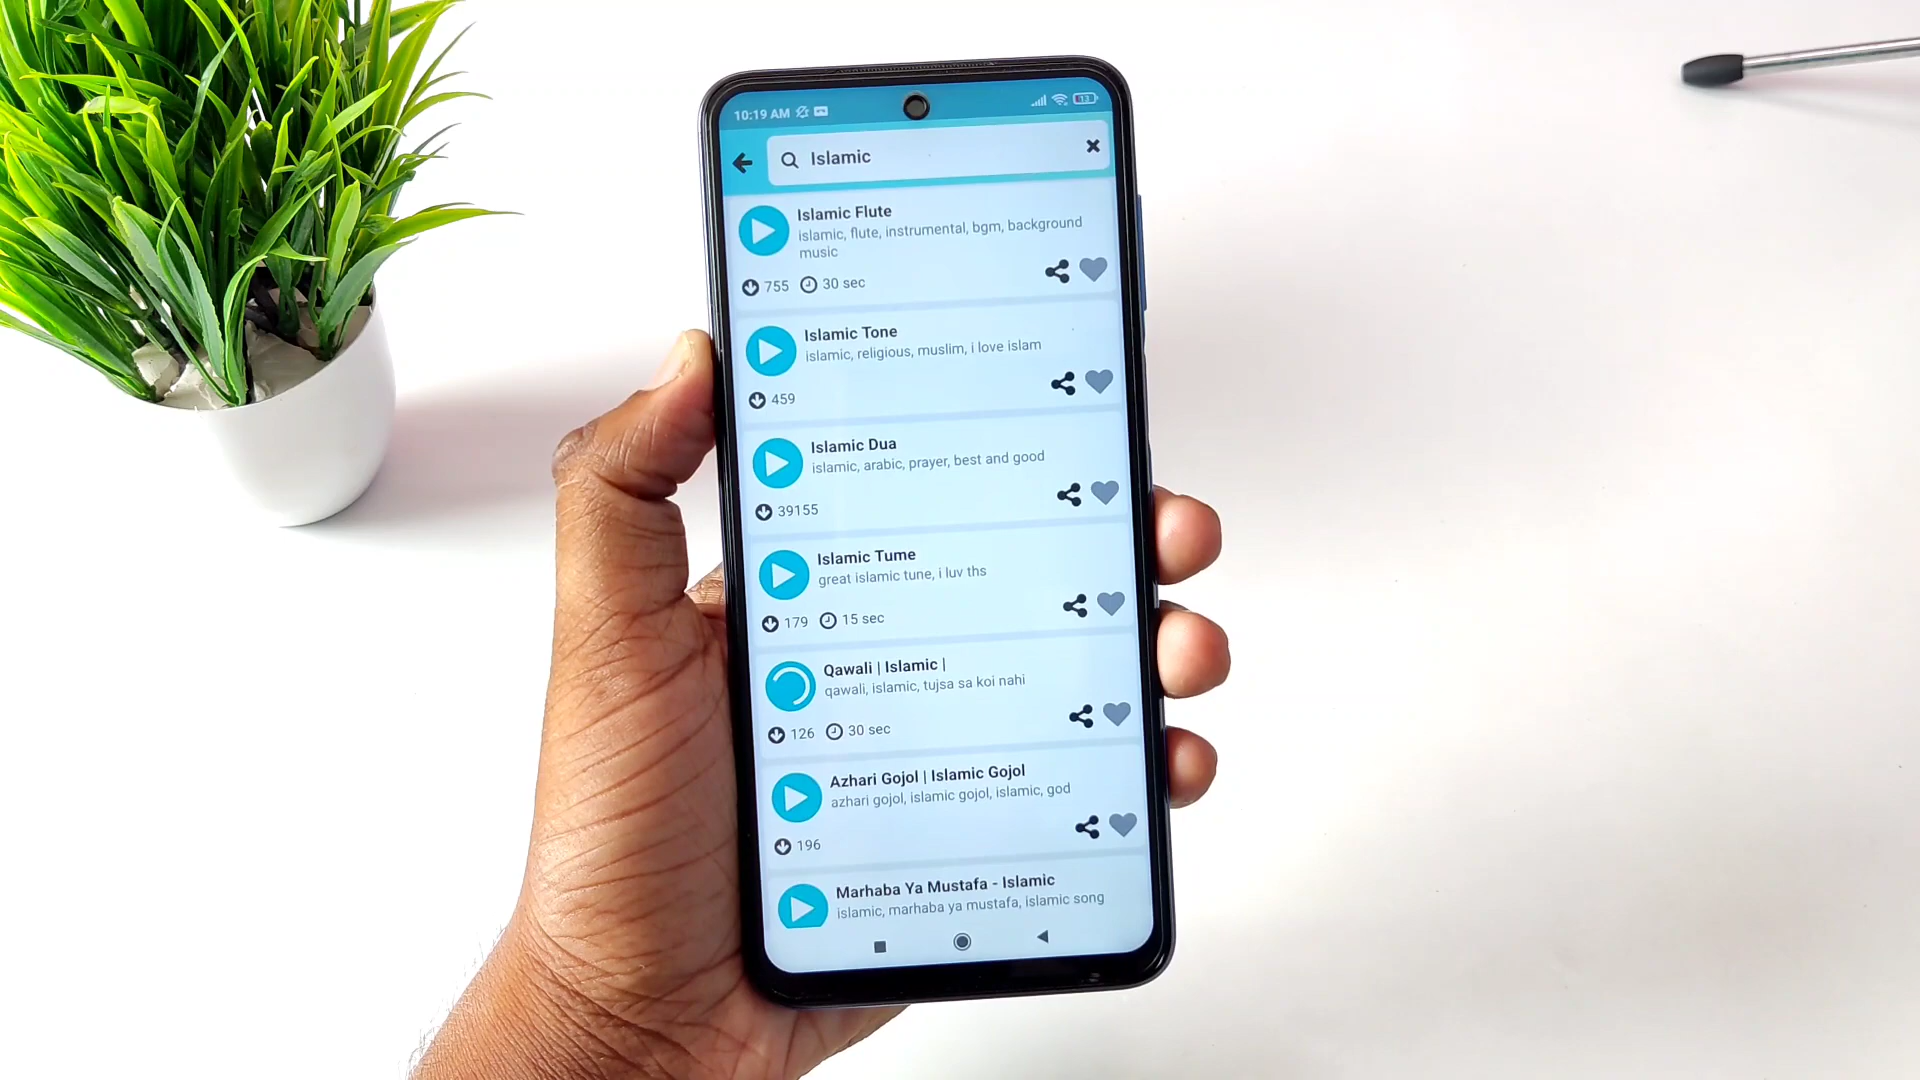 10:19 AM
13
Islamic
Islamic Flute
islamic, flute, instrumental, bgm, background
music
755 30 sec
Islamic Tone
islamic, religious, muslim, i love islam
459
Islamic Dua
islamic, arabic, prayer, best and good
39155
Islamic Tume
great islamic tune, i luv ths
179 15 sec
Qawali | Islamic |
qawali, islamic, tujsa sa koi nahi
126 30 sec
Azhari Gojol | Islamic Gojol
azhari gojol, islamic gojol, islamic, god
196
Marhaba Ya Mustafa - Islamic
islamic, marhaba ya mustafa, islamic song